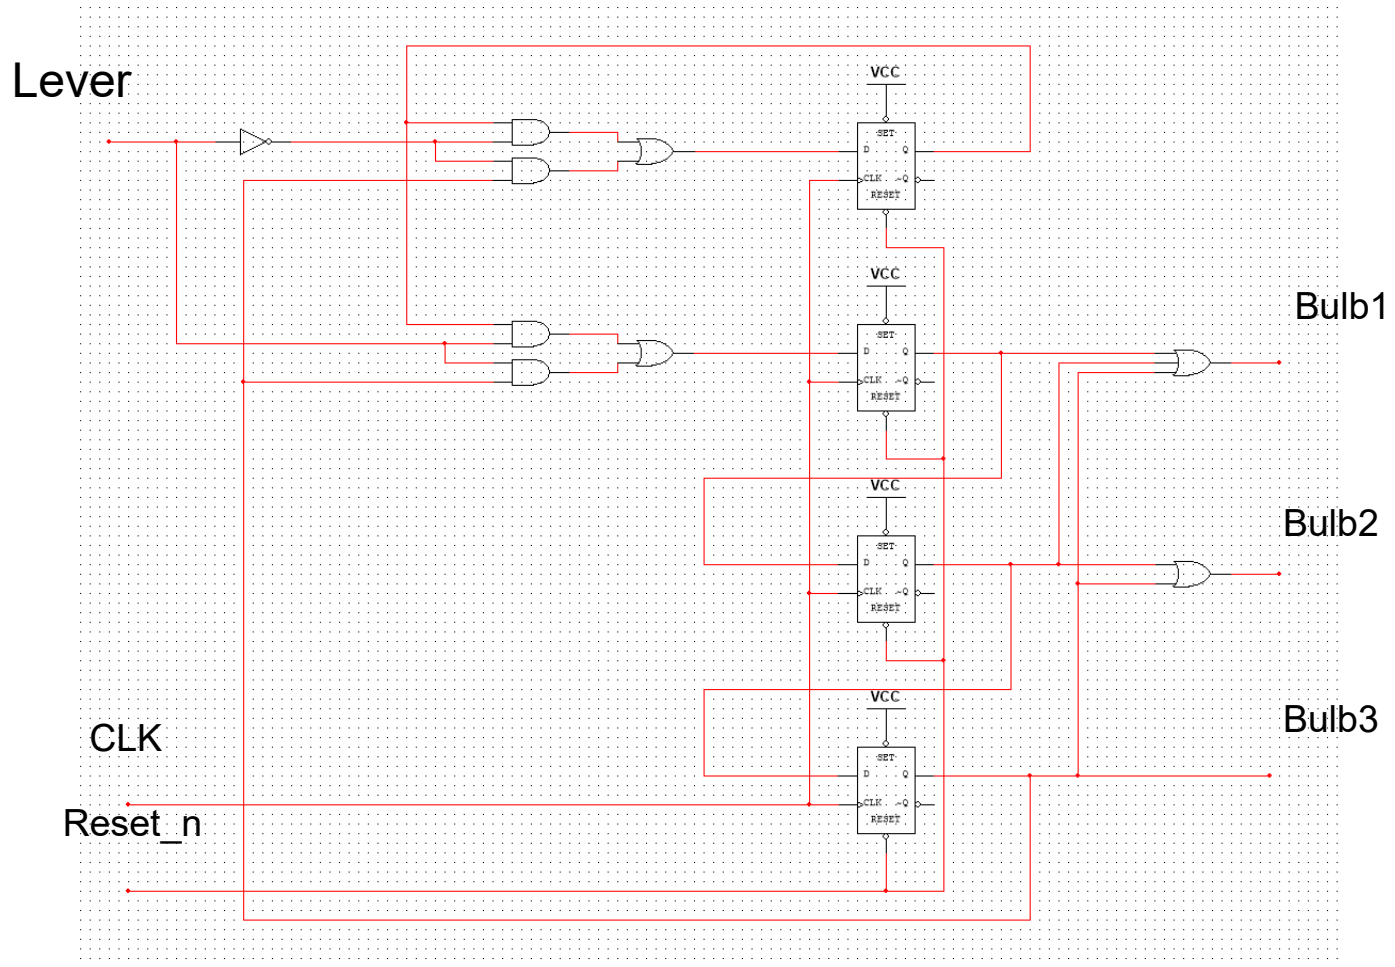 Lever
VCC
SET
D Q
CLK ~Q
RESET
VCC
SET
D Q
CLK ~Q
RESET
Bulb1
VCC
SET
D Q
CLK ~Q
RESET
Bulb2
VCC
SET
D Q
CLK ~Q
RESET
Bulb3
CLK
Reset_n